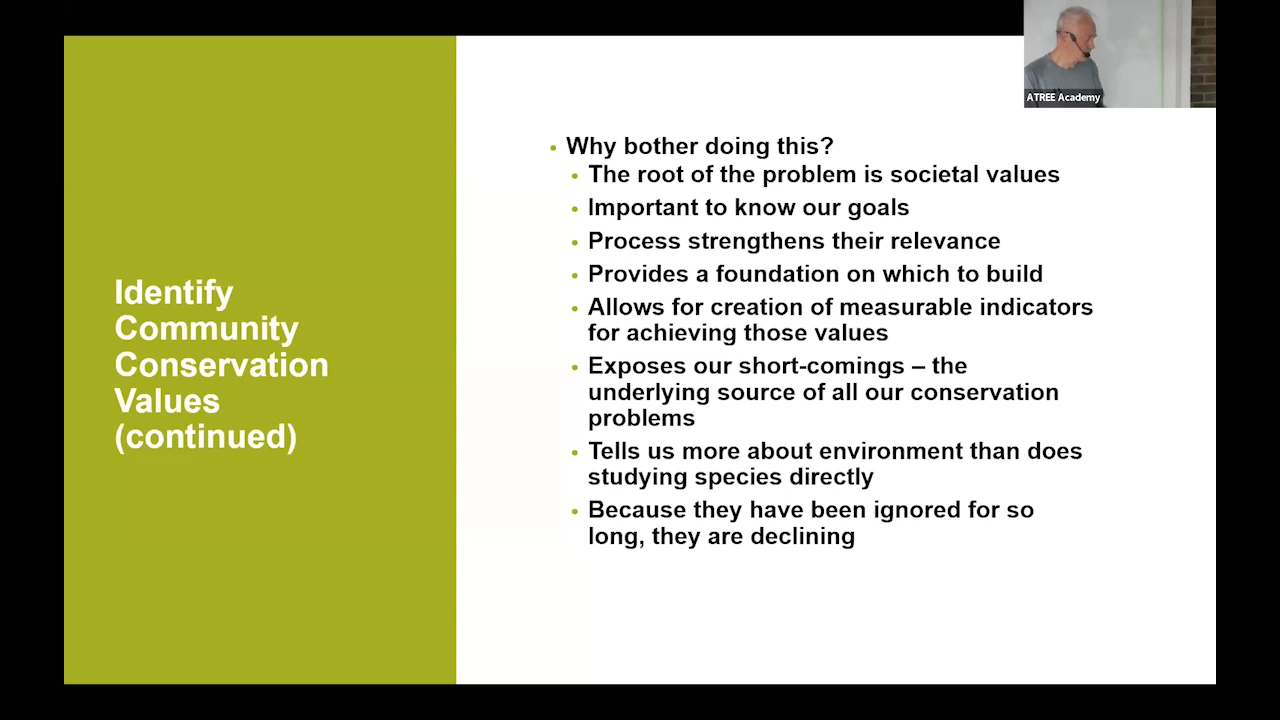 ATREE Academy
Identify
Community
Conservation
Values
(continued)
• Why bother doing this?
• The root of the problem is societal values
• Important to know our goals
• Process strengthens their relevance
• Provides a foundation on which to build
• Allows for creation of measurable indicators
for achieving those values
• Exposes our short-comings – the
underlying source of all our conservation
problems
• Tells us more about environment than does
studying species directly
• Because they have been ignored for so
long, they are declining